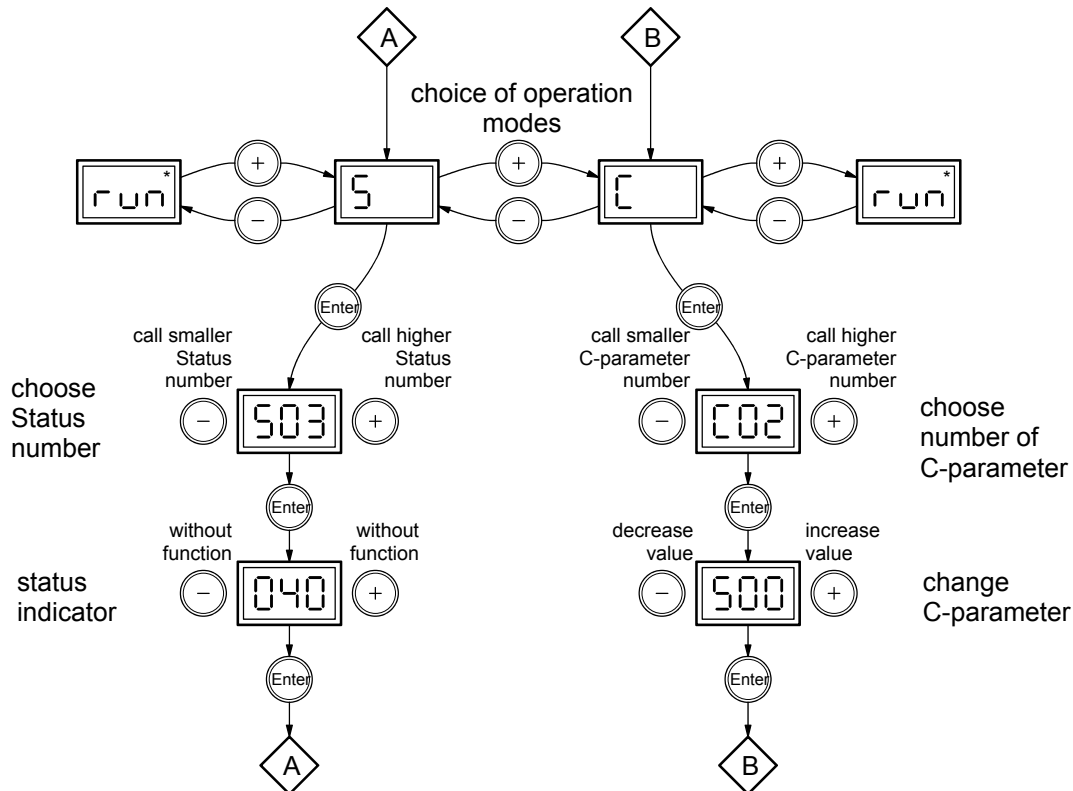 A
B
choice of operation
modes
run*
+
−
S
+
−
C
+
−
run*
Enter
Enter
call smaller
Status
number
call higher
Status
number
call smaller
C-parameter
number
call higher
C-parameter
number
choose
Status
number
−
S03
+
−
C02
+
choose
number of
C-parameter
Enter
Enter
without
function
without
function
decrease
value
increase
value
status
indicator
−
040
+
−
500
+
change
C-parameter
Enter
Enter
A
B